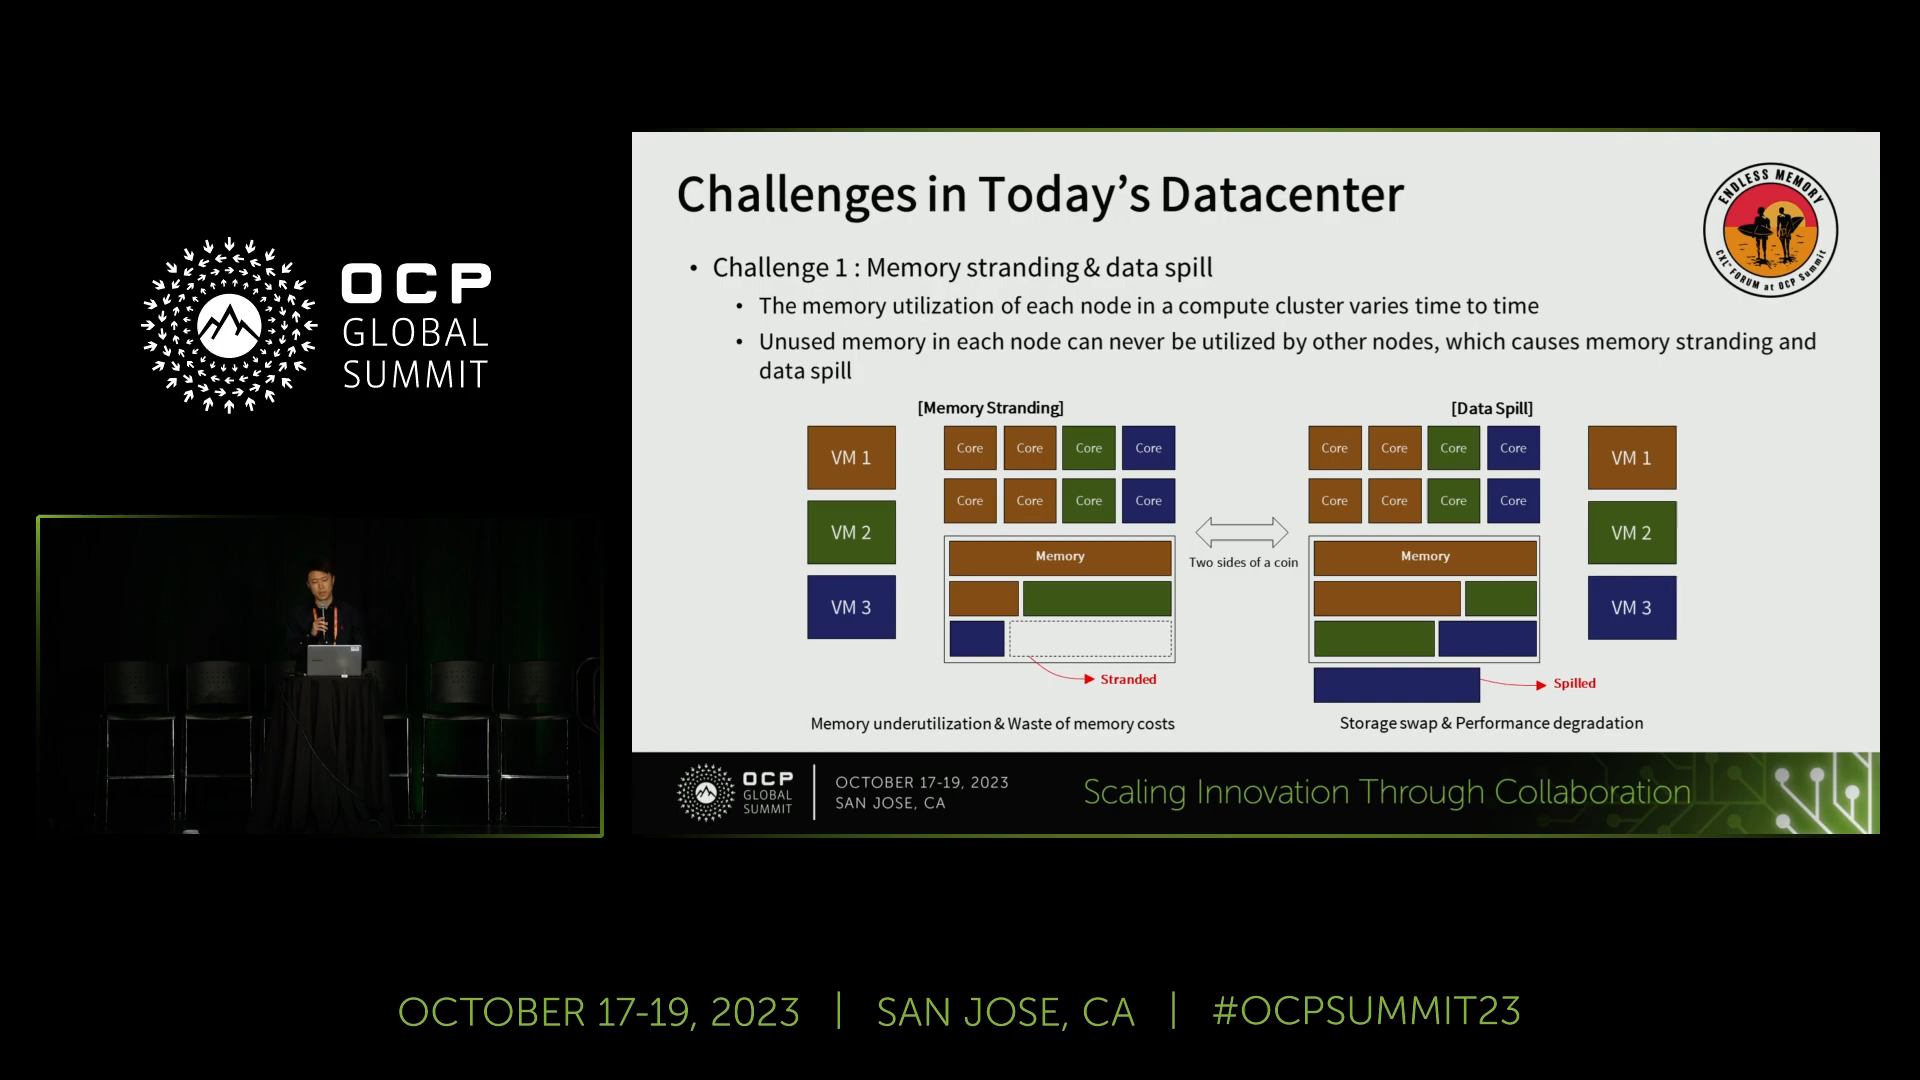 OCP
GLOBAL
SUMMIT
Challenges in Today's Datacenter
ENDLESS MEMORY
CXL™ FORUM at OCP Summit
• Challenge 1 : Memory stranding & data spill
• The memory utilization of each node in a compute cluster varies time to time
• Unused memory in each node can never be utilized by other nodes, which causes memory stranding and
data spill
[Memory Stranding]
VM 1
VM 2
VM 3
Core Core Core Core
Core Core Core Core
Memory
Stranded
Memory underutilization & Waste of memory costs
Two sides of a coin
[Data Spill]
Core Core Core Core
Core Core Core Core
Memory
Spilled
VM 1
VM 2
VM 3
Storage swap & Performance degradation
OCP
GLOBAL
SUMMIT
OCTOBER 17-19, 2023
SAN JOSE, CA
Scaling Innovation Through Collaboration
OCTOBER 17-19, 2023 | SAN JOSE, CA | #OCPSUMMIT23